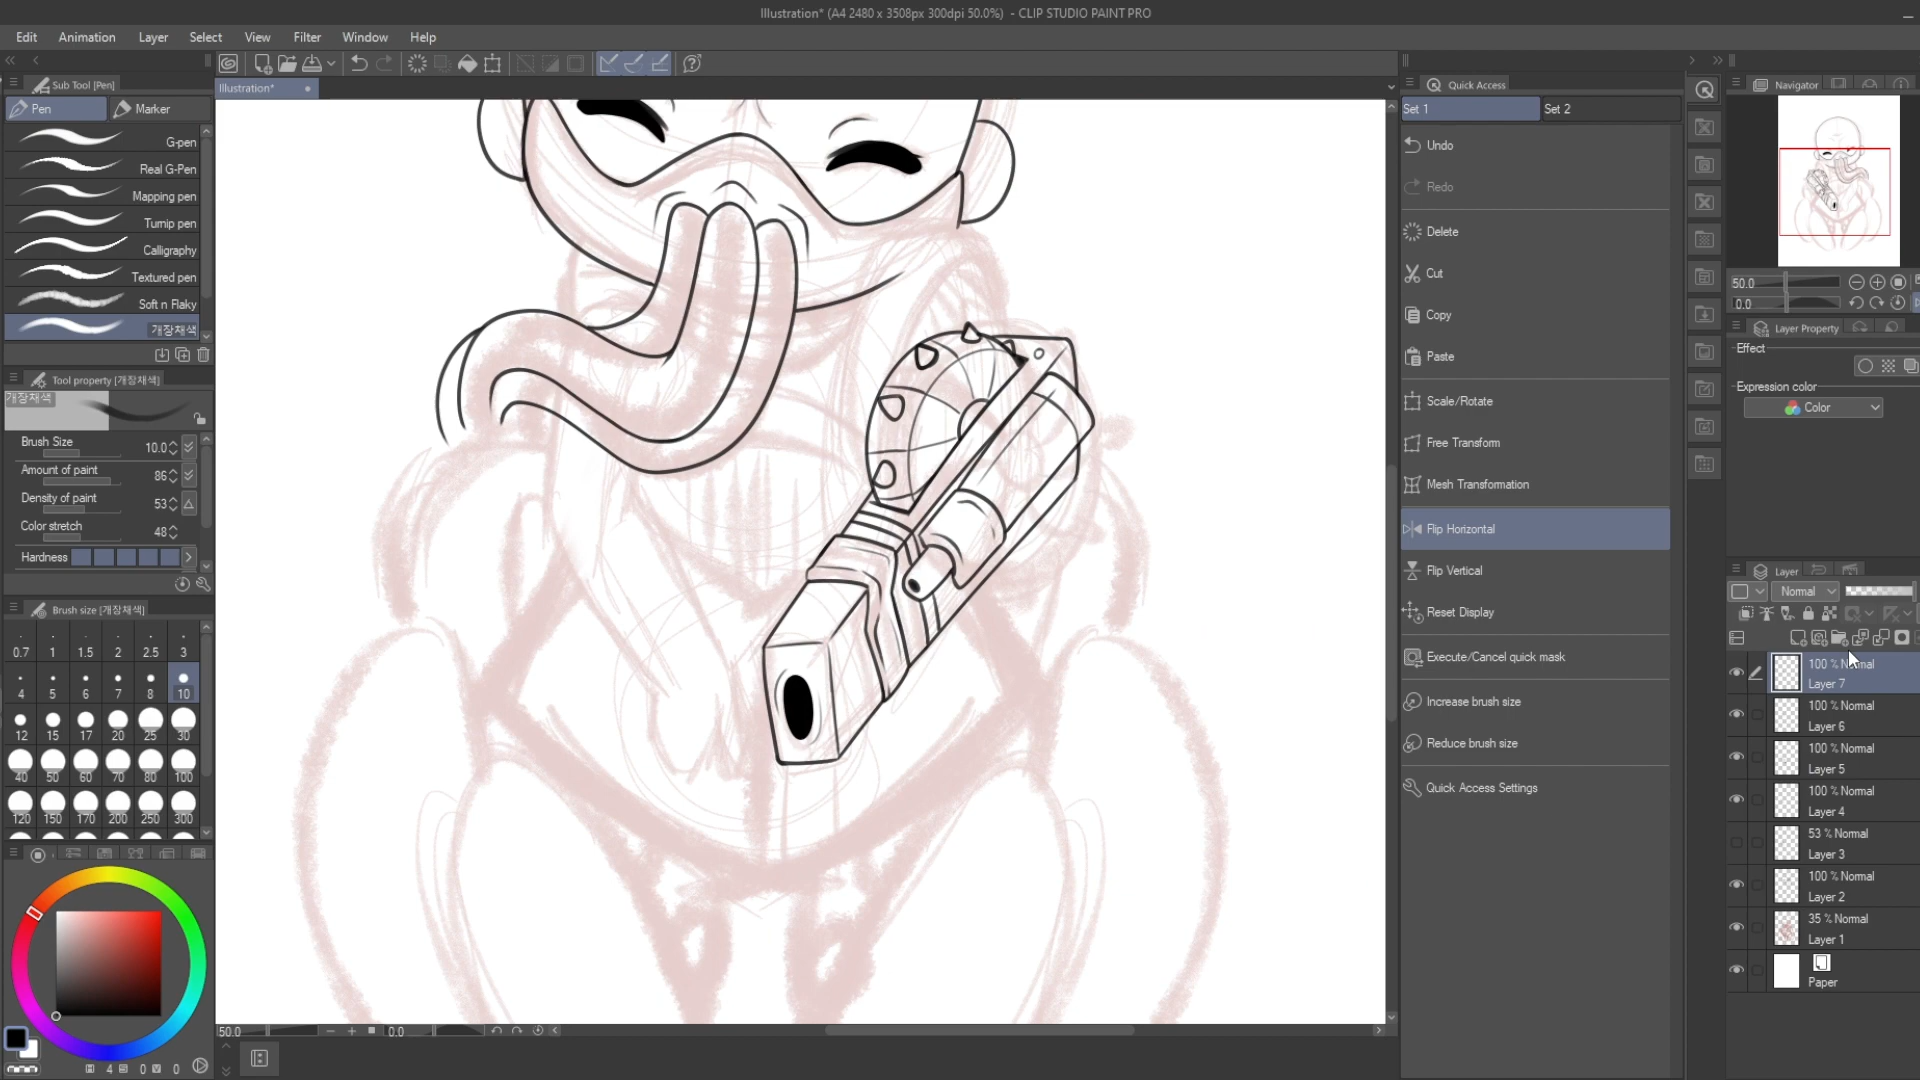 Illustration* (A4 2480 x 3508px 300dpi 50.0%) - CLIP STUDIO PAINT PRO
Edit Animation Layer Select View Filter Window Help
Sub Tool [Pen]
Pen Marker
G-pen
Real G-Pen
Mapping pen
Turnip pen
Calligraphy
Textured pen
Soft n Flaky
개장채색
Tool property [개장채색]
개장채색
Brush Size 10.0
Amount of paint 86
Density of paint 53
Color stretch 48
Hardness
Brush size [개장채색]
0.7 1 1.5 2 2.5 3
4 5 6 7 8 10
12 15 17 20 25 30
40 50 60 70 80 100
120 150 170 200 250 300
4 0 0
Illustration*
50.0 0.0
Quick Access
Set 1 Set 2
Undo
Redo
Delete
Cut
Copy
Paste
Scale/Rotate
Free Transform
Mesh Transformation
Flip Horizontal
Flip Vertical
Reset Display
Execute/Cancel quick mask
Increase brush size
Reduce brush size
Quick Access Settings
Navigator
50.0
0.0
Layer Property
Effect
Expression color
Color
Layer
Normal
100 % Normal
Layer 7
100 % Normal
Layer 6
100 % Normal
Layer 5
100 % Normal
Layer 4
53 % Normal
Layer 3
100 % Normal
Layer 2
35 % Normal
Layer 1
Paper